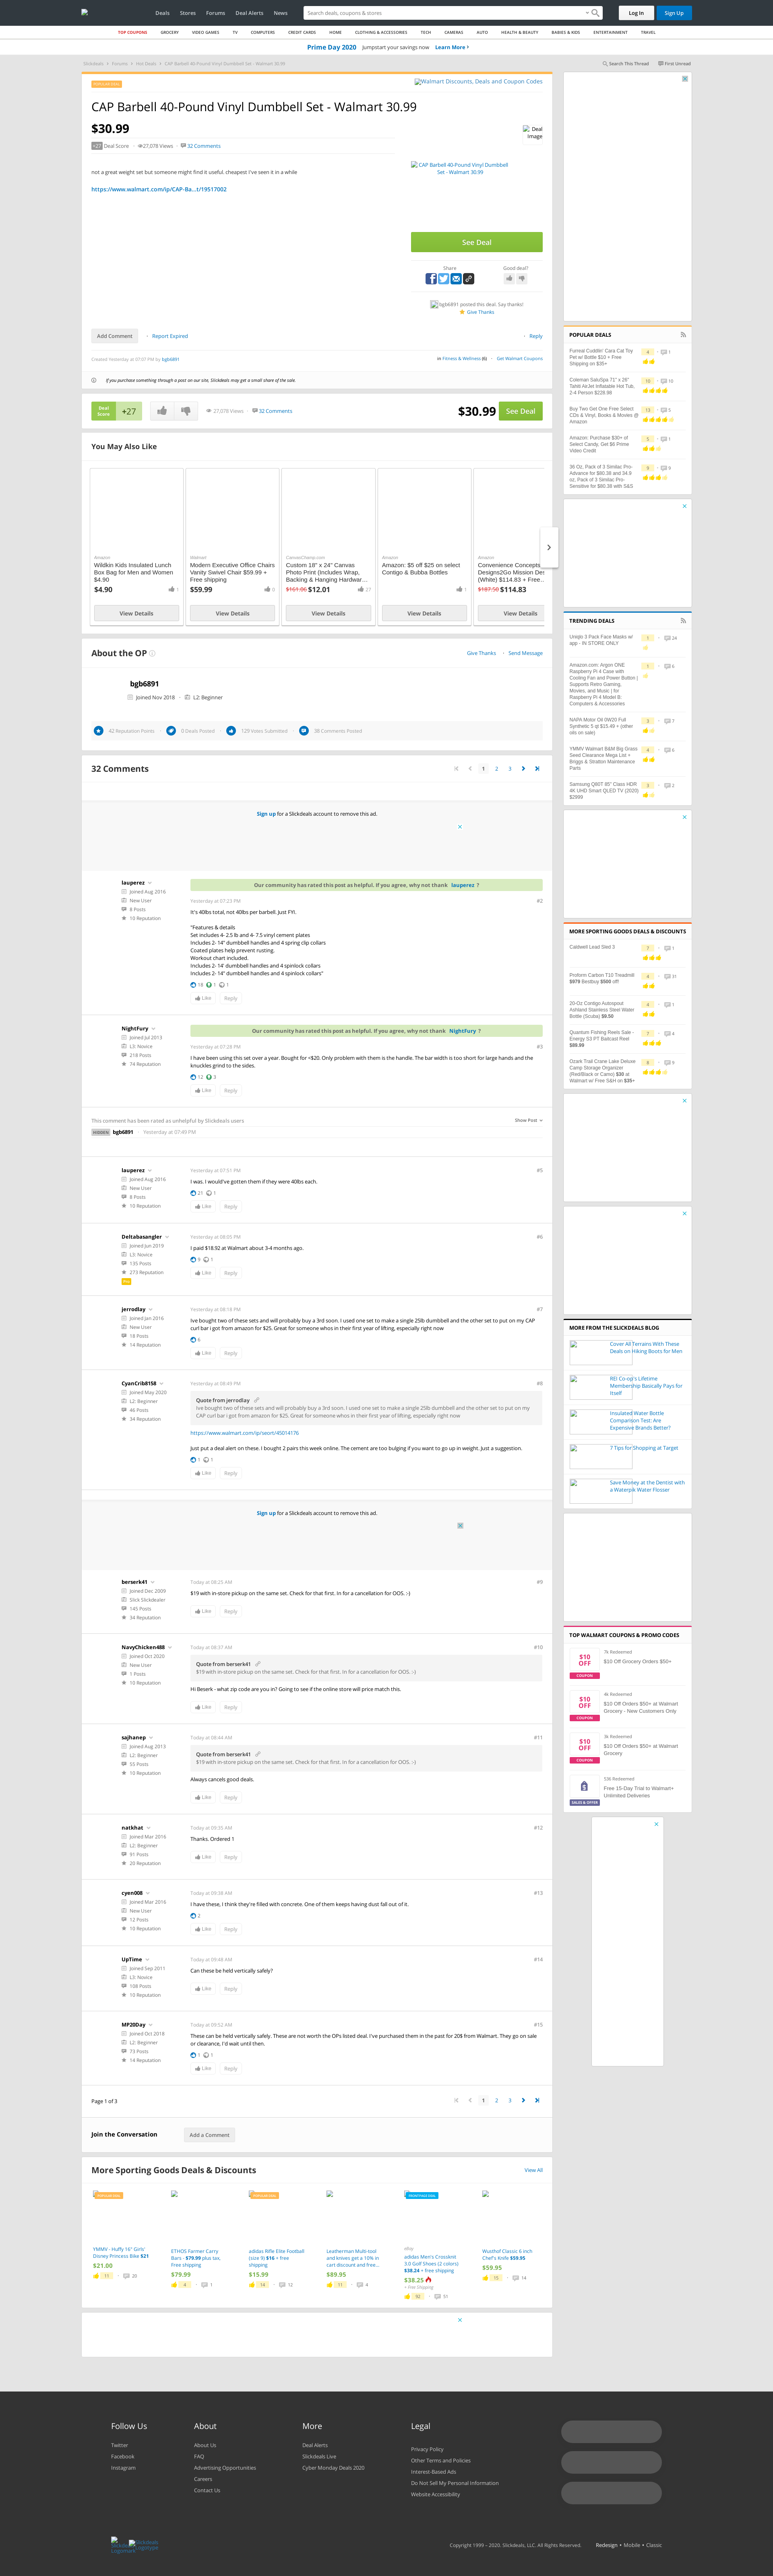 Deals
Stores
Forums
Deal Alerts
News
Search deals, coupons & stores
Log In
Sign Up
TOP COUPONS
GROCERY
VIDEO GAMES
TV
COMPUTERS
CREDIT CARDS
HOME
CLOTHING & ACCESSORIES
TECH
CAMERAS
AUTO
HEALTH & BEAUTY
BABIES & KIDS
ENTERTAINMENT
TRAVEL
Prime Day 2020 Jumpstart your savings now Learn More
Slickdeals > Forums > Hot Deals > CAP Barbell 40-Pound Vinyl Dumbbell Set - Walmart 30.99
Search This Thread
First Unread
Walmart Discounts, Deals and Coupon Codes
CAP Barbell 40-Pound Vinyl Dumbbell Set - Walmart 30.99
$30.99
+27 Deal Score
27,078 Views
32 Comments
Deal Image
not a great weight set but someone might find it useful. cheapest I've seen it in a while
https://www.walmart.com/ip/CAP-Ba...t/19517002
CAP Barbell 40-Pound Vinyl Dumbbell Set - Walmart 30.99
See Deal
Share
Good deal?
bgb6891 posted this deal. Say thanks!
Give Thanks
Add Comment
Report Expired
Reply
Created Yesterday at 07:07 PM by bgb6891
in Fitness & Wellness (6)
Get Walmart Coupons
If you purchase something through a post on our site, Slickdeals may get a small share of the sale.
Deal Score +27
27,078 Views
32 Comments
$30.99
See Deal
You May Also Like
Amazon
Wildkin Kids Insulated Lunch Box Bag for Men and Women $4.90
$4.90
1
View Details
Walmart
Modern Executive Office Chairs Vanity Swivel Chair $59.99 + Free shipping
$59.99
View Details
CanvasChamp.com
Custom 18" x 24" Canvas Photo Print (Includes Wrap, Backing & Hanging Hardwar...
$161.06 $12.01
27
View Details
Amazon
Amazon: $5 off $25 on select Contigo & Bubba Bottles
1
View Details
Amazon
Convenience Concepts Designs2Go Mission Des (White) $114.83 + Free...
$187.50 $114.83
View Details
About the OP
Give Thanks
Send Message
bgb6891
Joined Nov 2018
L2: Beginner
42 Reputation Points
0 Deals Posted
129 Votes Submitted
38 Comments Posted
32 Comments
1 2 3
Sign up for a Slickdeals account to remove this ad.
lauperez
Joined Aug 2016
New User
8 Posts
10 Reputation
Our community has rated this post as helpful. If you agree, why not thank lauperez ?
Yesterday at 07:23 PM
#2
It's 40lbs total, not 40lbs per barbell. Just FYI.
"Features & details
Set includes 4- 2.5 lb and 4- 7.5 vinyl cement plates
Includes 2- 14" dumbell handles and 4 spring clip collars
Coated plates help prevent rusting.
Workout chart included.
Includes 2- 14' dumbbell handles and 4 spinlock collars
Includes 2- 14" dumbbell handles and 4 spinlock collars"
18 1 1
Like
Reply
NightFury
Joined Jul 2013
L3: Novice
218 Posts
74 Reputation
Our community has rated this post as helpful. If you agree, why not thank NightFury ?
Yesterday at 07:28 PM
#3
I have been using this set over a year. Bought for <$20. Only problem with them is the handle. The bar width is too short for large hands and the knuckles grind to the sides.
12 3
Like
Reply
This comment has been rated as unhelpful by Slickdeals users
Show Post
HIDDEN bgb6891 Yesterday at 07:49 PM
lauperez
Joined Aug 2016
New User
8 Posts
10 Reputation
Yesterday at 07:51 PM
#5
I was. I would've gotten them if they were 40lbs each.
21 1
Like
Reply
Deltabasangler
Joined Jun 2019
L3: Novice
135 Posts
273 Reputation
Pro
Yesterday at 08:05 PM
#6
I paid $18.92 at Walmart about 3-4 months ago.
9 1
Like
Reply
jerrodlay
Joined Jan 2016
New User
18 Posts
14 Reputation
Yesterday at 08:18 PM
#7
Ive bought two of these sets and will probably buy a 3rd soon. I used one set to make a single 25lb dumbbell and the other set to put on my CAP curl bar i got from amazon for $25. Great for someone whos in their first year of lifting, especially right now
6
Like
Reply
CyanCrib8158
Joined May 2020
L2: Beginner
46 Posts
34 Reputation
Yesterday at 08:49 PM
#8
Quote from jerrodlay
Ive bought two of these sets and will probably buy a 3rd soon. I used one set to make a single 25lb dumbbell and the other set to put on my CAP curl bar i got from amazon for $25. Great for someone whos in their first year of lifting, especially right now
https://www.walmart.com/ip/seort/45014176
Just put a deal alert on these. I bought 2 pairs this week online. The cement are too bulging if you want to go up in weight. Just a suggestion.
1 1
Like
Reply
Sign up for a Slickdeals account to remove this ad.
berserk41
Joined Dec 2009
Slick Slickdealer
145 Posts
34 Reputation
Today at 08:25 AM
#9
$19 with in-store pickup on the same set. Check for that first. In for a cancellation for OOS. :-)
Like
Reply
NavyChicken488
Joined Oct 2020
New User
1 Posts
10 Reputation
Today at 08:37 AM
#10
Quote from berserk41
$19 with in-store pickup on the same set. Check for that first. In for a cancellation for OOS. :-)
Hi Beserk - what zip code are you in? Going to see if the online store will price match this.
Like
Reply
sajhanep
Joined Aug 2013
L2: Beginner
55 Posts
10 Reputation
Today at 08:44 AM
#11
Quote from berserk41
$19 with in-store pickup on the same set. Check for that first. In for a cancellation for OOS. :-)
Always cancels good deals.
Like
Reply
natkhat
Joined Mar 2016
L2: Beginner
91 Posts
20 Reputation
Today at 09:35 AM
#12
Thanks, Ordered 1
Like
Reply
cyen008
Joined Mar 2016
New User
12 Posts
10 Reputation
Today at 09:38 AM
#13
I have these, I think they're filled with concrete. One of them keeps having dust fall out of it.
2
Like
Reply
UpTime
Joined Sep 2011
L3: Novice
108 Posts
10 Reputation
Today at 09:48 AM
#14
Can these be held vertically safely?
Like
Reply
MP20Day
Joined Oct 2018
L2: Beginner
73 Posts
14 Reputation
Today at 09:52 AM
#15
These can be held vertically safely. These are not worth the OPs listed deal. I've purchased them in the past for 20$ from Walmart. They go on sale or clearance, I'd wait until then.
1 1
Like
Reply
Page 1 of 3
1 2 3
Join the Conversation
Add a Comment
More Sporting Goods Deals & Discounts
View All
YMMV - Huffy 16" Girls' Disney Princess Bike $21
$21.00
11 20
ETHOS Farmer Carry Bars - $79.99 plus tax, Free shipping
$79.99
4 1
adidas Rifle Elite Football (size 9) $16 + free shipping
$15.99
14 12
Leatherman Multi-tool and knives get a 10% in cart discount and free...
$89.95
11 4
eBay
adidas Men's Crossknit 3.0 Golf Shoes (2 colors) $38.24 + free shipping
$38.25
+ Free Shipping
92 51
Wusthof Classic 6 inch Chef's Knife $59.95
$59.95
15 14
POPULAR DEALS
Furreal Cuddlin' Cara Cat Toy Pet w/ Bottle $10 + Free Shipping on $35+
4 1
Coleman SaluSpa 71" x 26" Tahiti AirJet Inflatable Hot Tub, 2-4 Person $228.98
16 10
Buy Two Get One Free Select CDs & Vinyl, Books & Movies @ Amazon
13 5
Amazon: Purchase $30+ of Select Candy, Get $8 Prime Video Credit
5 1
39 Oz, Pack of 3 Similac Pro-Advance for $80.38 and 34.9 oz, Pack of 3 Similac Pro-Sensitive for $80.38 with S&S
9 9
TRENDING DEALS
Uniqlo 3 Pack Face Masks w/ app - IN STORE ONLY
1 24
Amazon.com: Argon ONE Raspberry Pi 4 Case with Cooling Fan and Power Button | Supports Retro Gaming, Movies, and Music | for Raspberry Pi 4 Model B: Computers & Accessories
1 6
NAPA Motor Oil 0W20 Full Synthetic 5 qt $15.49 + (other oils on sale)
3 7
YMMV Walmart B&M Big Grass Seed Clearance Mega List + Briggs & Stratton Maintenance Parts
4 6
Samsung Q80T 85" Class HDR 4K UHD Smart QLED TV (2020) $2999
3 2
MORE SPORTING GOODS DEALS & DISCOUNTS
Caldwell Lead Sled 3
7 1
Proform Carbon T10 Treadmill $979 Bestbuy $500 off!
4 31
20-Oz Contigo Autospout Ashland Stainless Steel Water Bottle (Scuba) $9.50
4 1
Quantum Fishing Reels Sale - Energy S3 PT Baitcast Reel $89.99
7 4
Ozark Trail Crane Lake Deluxe Camp Storage Organizer (Red/Black or Camo) $30 at Walmart w/ Free S&H on $35+
8 9
MORE FROM THE SLICKDEALS BLOG
Cover All Terrains With These Deals on Hiking Boots for Men
REI Co-op's Lifetime Membership Basically Pays for Itself
Insulated Water Bottle Comparison Test: Are Expensive Brands Better?
7 Tips for Shopping at Target
Save Money at the Dentist with a Waterpik Water Flosser
TOP WALMART COUPONS & PROMO CODES
$10 OFF
COUPON
7k Redeemed
$10 Off Grocery Orders $50+
$10 OFF
COUPON
4k Redeemed
$10 Off Orders $50+ at Walmart Grocery - New Customers Only
$10 OFF
COUPON
3k Redeemed
$10 Off Orders $50+ at Walmart Grocery
SALES & OFFER
Free 15-Day Trial to Walmart+ Unlimited Deliveries
Follow Us
Twitter
Facebook
Instagram
About
About Us
FAQ
Advertising Opportunities
Careers
Contact Us
More
Deal Alerts
Slickdeals Live
Cyber Monday Deals 2020
Legal
Privacy Policy
Other Terms and Policies
Interest-Based Ads
Do Not Sell My Personal Information
Website Accessibility
Slickdeals Logotype
Copyright 1999 - 2020. Slickdeals, LLC. All Rights Reserved.
Redesign • Mobile • Classic